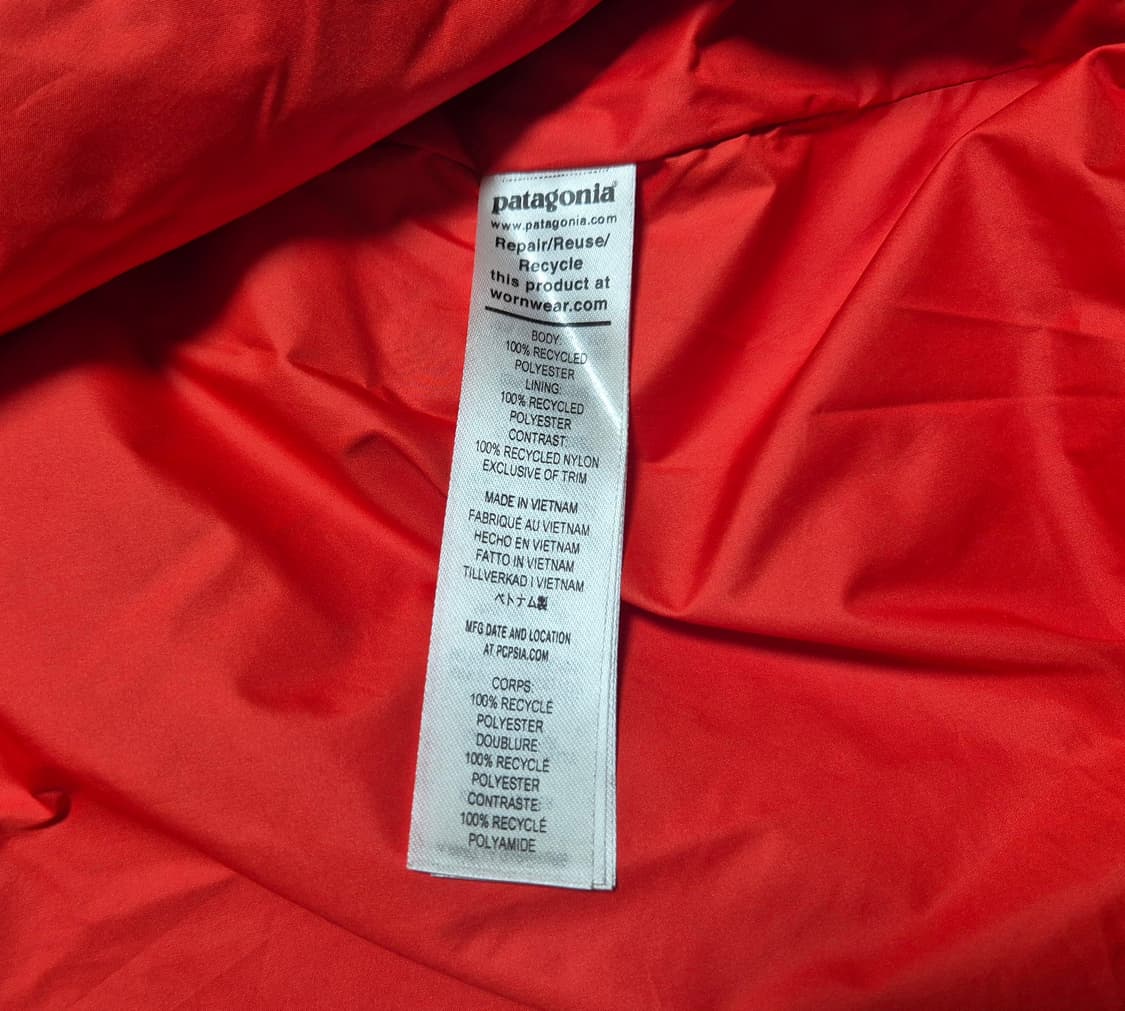 patagonia®
www.patagonia.com
Repair/Reuse/
Recycle
this product at
wornwear.com
BODY:
100% RECYCLED
POLYESTER
LINING:
100% RECYCLED
POLYESTER
CONTRAST:
100% RECYCLED NYLON
EXCLUSIVE OF TRIM
MADE IN VIETNAM
FABRIQUÉ AU VIETNAM
HECHO EN VIETNAM
FATTO IN VIETNAM
TILLVERKAD I VIETNAM
ベトナム製
MFG DATE AND LOCATION
AT PCPSIA.COM
CORPS:
100% RECYCLÉ
POLYESTER
DOUBLURE:
100% RECYCLÉ
POLYESTER
CONTRASTE:
100% RECYCLÉ
POLYAMIDE